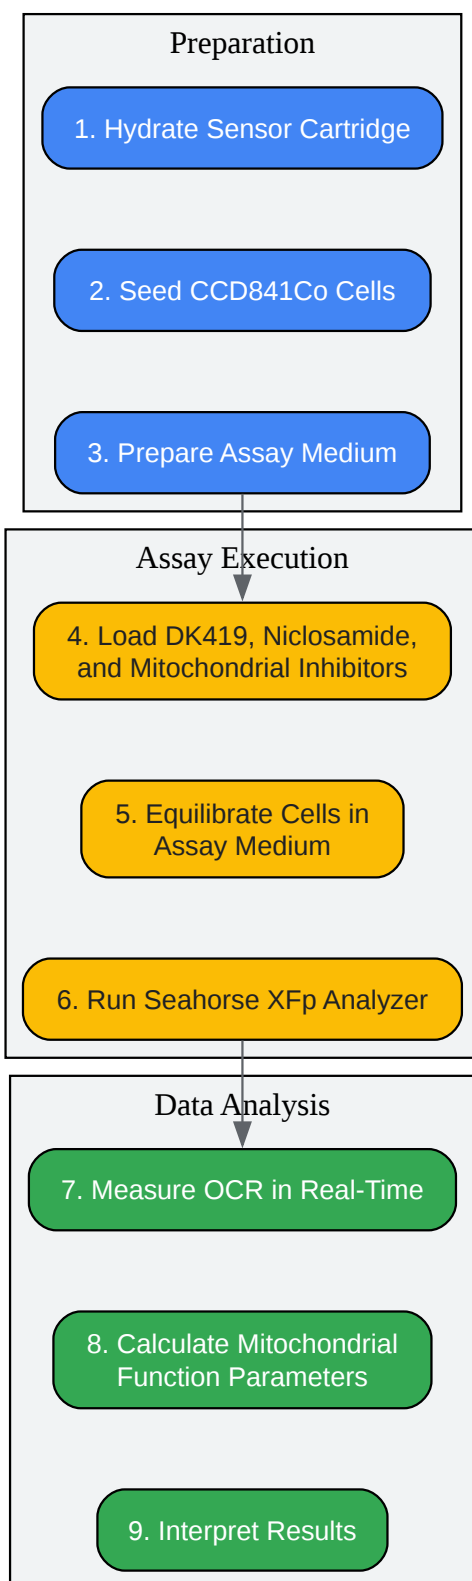 Preparation
1. Hydrate Sensor Cartridge
2. Seed CCD841Co Cells
3. Prepare Assay Medium
Assay Execution
4. Load DK419, Niclosamide,
and Mitochondrial Inhibitors
5. Equilibrate Cells in
Assay Medium
6. Run Seahorse XFp Analyzer
Data Analysis
7. Measure OCR in Real-Time
8. Calculate Mitochondrial
Function Parameters
9. Interpret Results